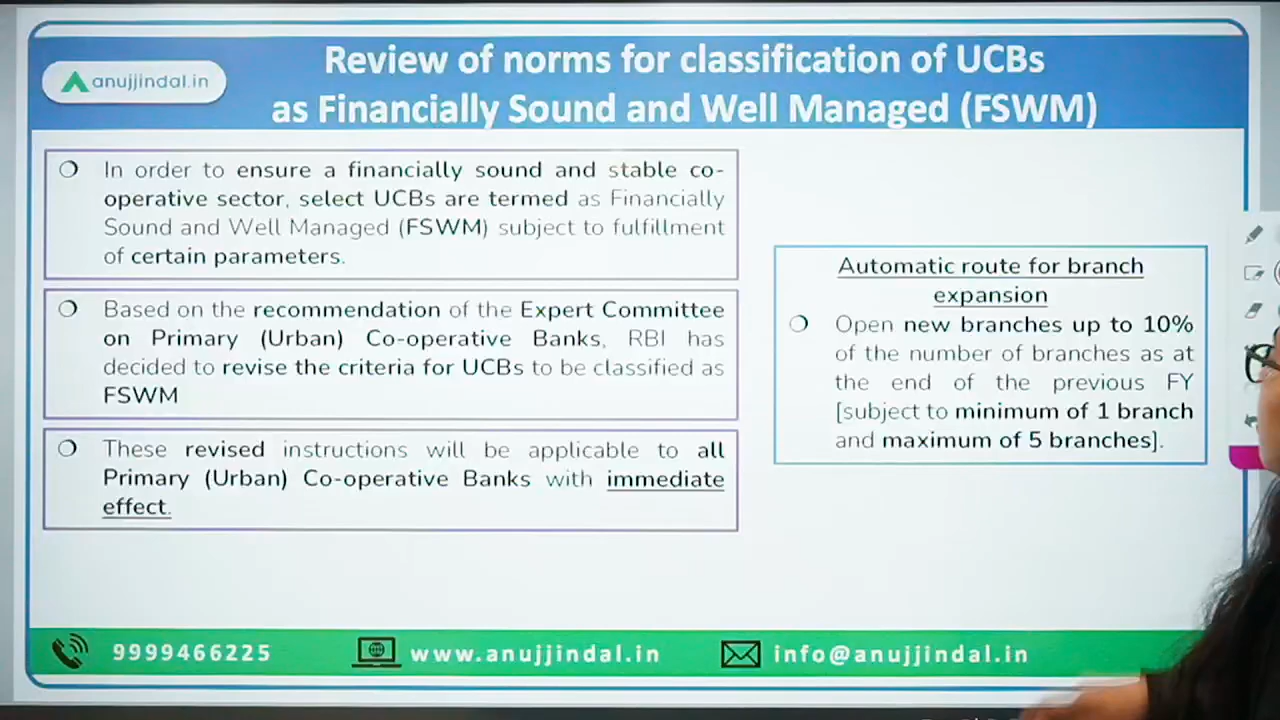 Review of norms for classification of UCBs
as Financially Sound and Well Managed (FSWM)
anujjindal.in
❍ In order to ensure a financially sound and stable co-
operative sector, select UCBs are termed as Financially
Sound and Well Managed (FSWM) subject to fulfillment
of certain parameters.
❍ Based on the recommendation of the Expert Committee
on Primary (Urban) Co-operative Banks, RBI has
decided to revise the criteria for UCBs to be classified as
FSWM
❍ These revised instructions will be applicable to all
Primary (Urban) Co-operative Banks with immediate
effect.
Automatic route for branch
expansion
❍ Open new branches up to 10%
of the number of branches as at
the end of the previous FY
[subject to minimum of 1 branch
and maximum of 5 branches].
9999466225
www.anujjindal.in
info@anujjindal.in